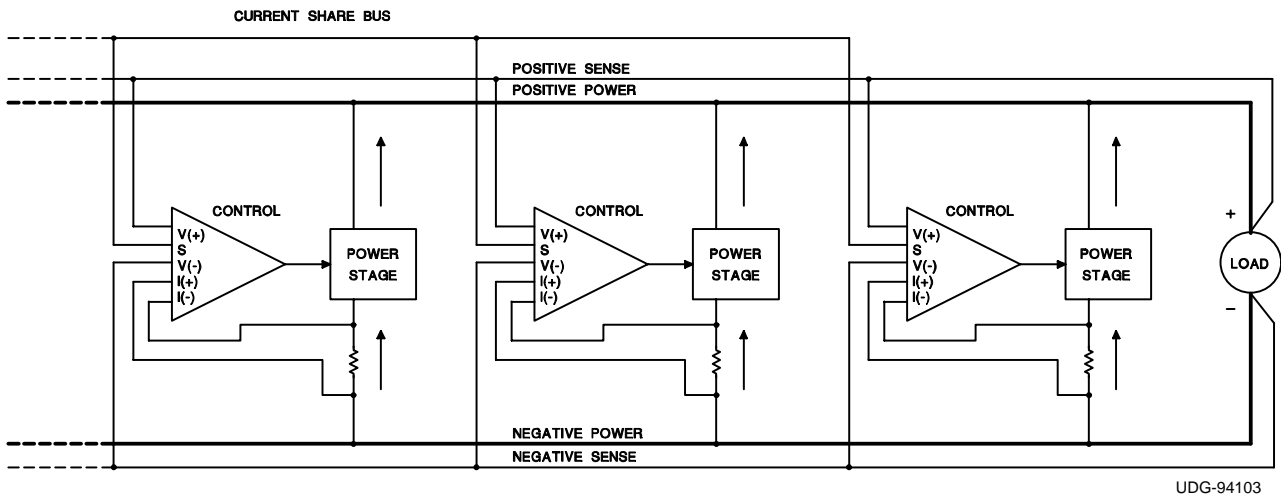 CURRENT SHARE BUS
POSITIVE SENSE
POSITIVE POWER
CONTROL
V(+)
S
V(-)
I(+)
I(-)
POWER
STAGE
CONTROL
V(+)
S
V(-)
I(+)
I(-)
POWER
STAGE
CONTROL
V(+)
S
V(-)
I(+)
I(-)
POWER
STAGE
+
LOAD
–
NEGATIVE POWER
NEGATIVE SENSE
UDG-94103